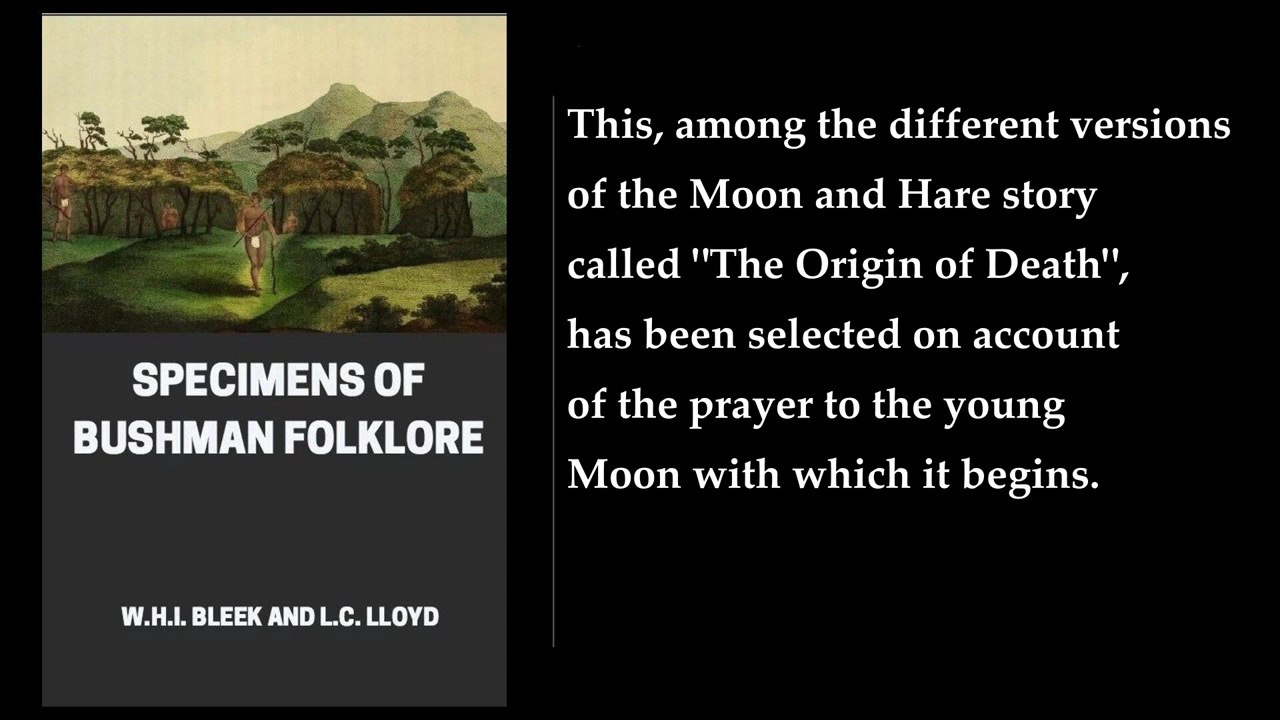 SPECIMENS OF
BUSHMAN FOLKLORE
W.H.I. BLEEK AND L.C. LLOYD
This, among the different versions
of the Moon and Hare story
called "The Origin of Death",
has been selected on account
of the prayer to the young
Moon with which it begins.